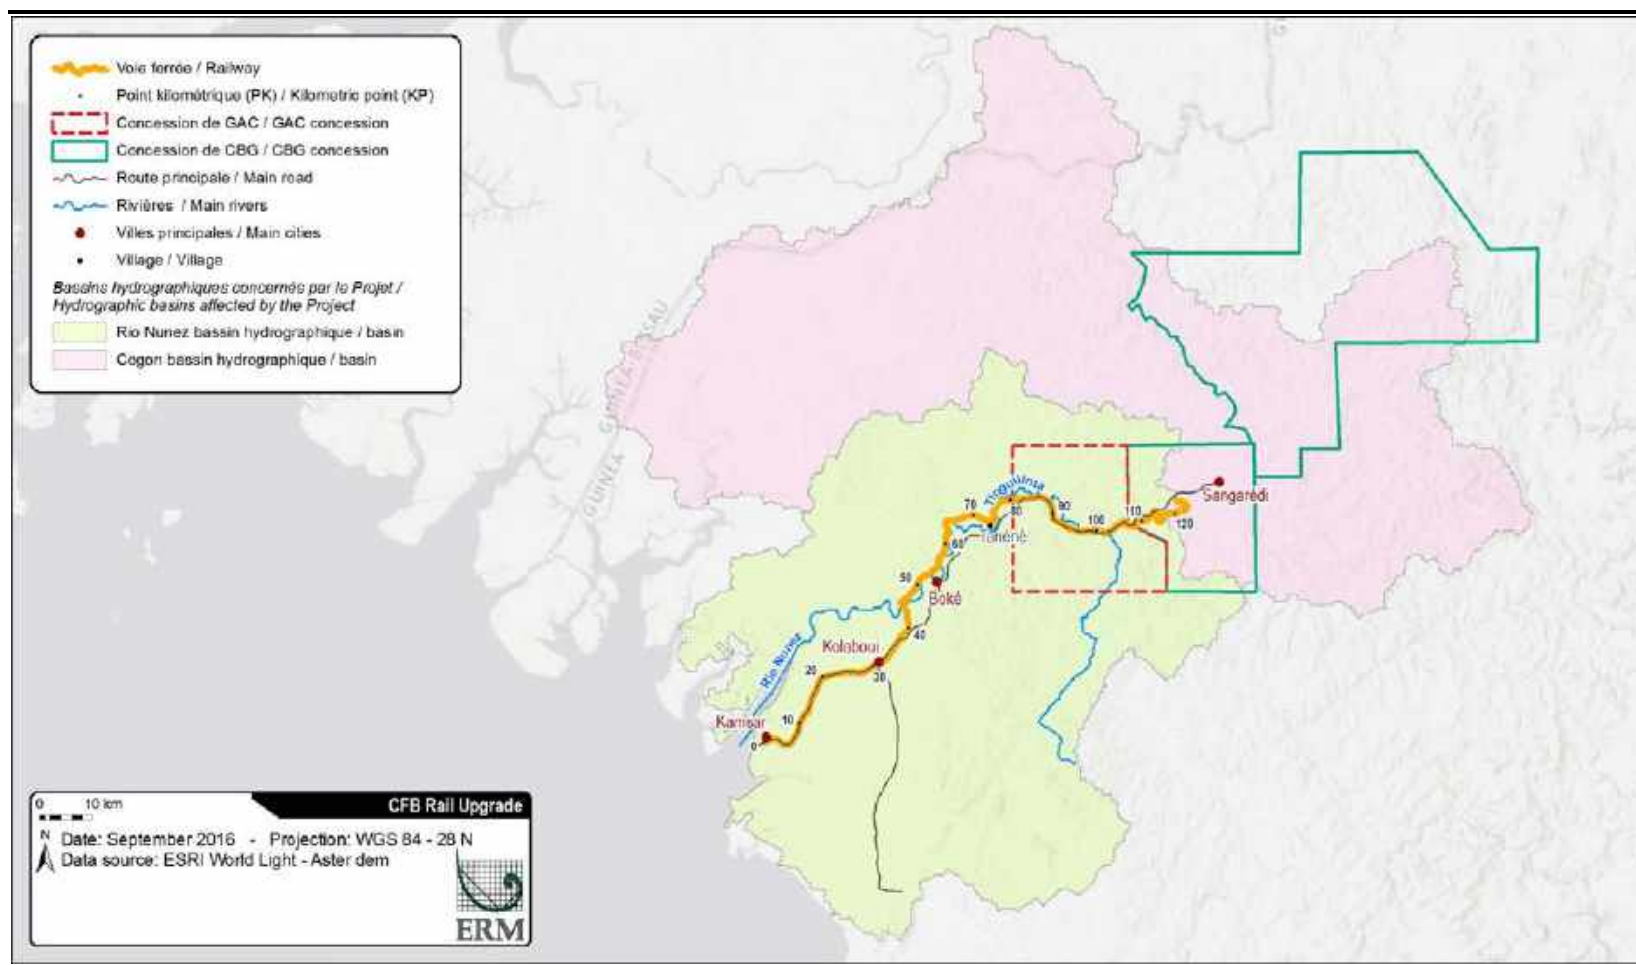 Voie ferrée / Railway
Point kilométrique (PK) / Kilometric point (KP)
Concession de GAC / GAC concession
Concession de CBG / CBG concession
Route principale / Main road
Rivières / Main rivers
Villes principales / Main cities
Village / Village
Bassins hydrographiques concernés par le Projet /
Hydrographic basins affected by the Project
Rio Nunez bassin hydrographique / basin
Cogon bassin hydrographique / basin
GUINEA-BISSAU
GUINEA
Tinguilinta
Sangarédi
70
80
90
100
110
120
Tanènè
60
50
Boké
40
Kolaboui
30
20
Rio Nunez
Kamsar
10
0
0 10 km
CFB Rail Upgrade
N
Date: September 2016 - Projection: WGS 84 - 28 N
Data source: ESRI World Light - Aster dem
ERM